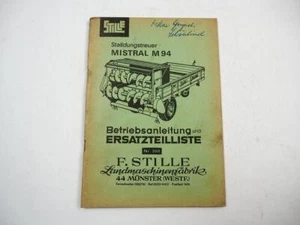 STILLE
Stalldungstreuer
MISTRAL M 94
Betriebsanleitung und
ERSATZTEILLISTE
F. STILLE
Landmaschinenfabrik
44 MÜNSTER/WESTF.